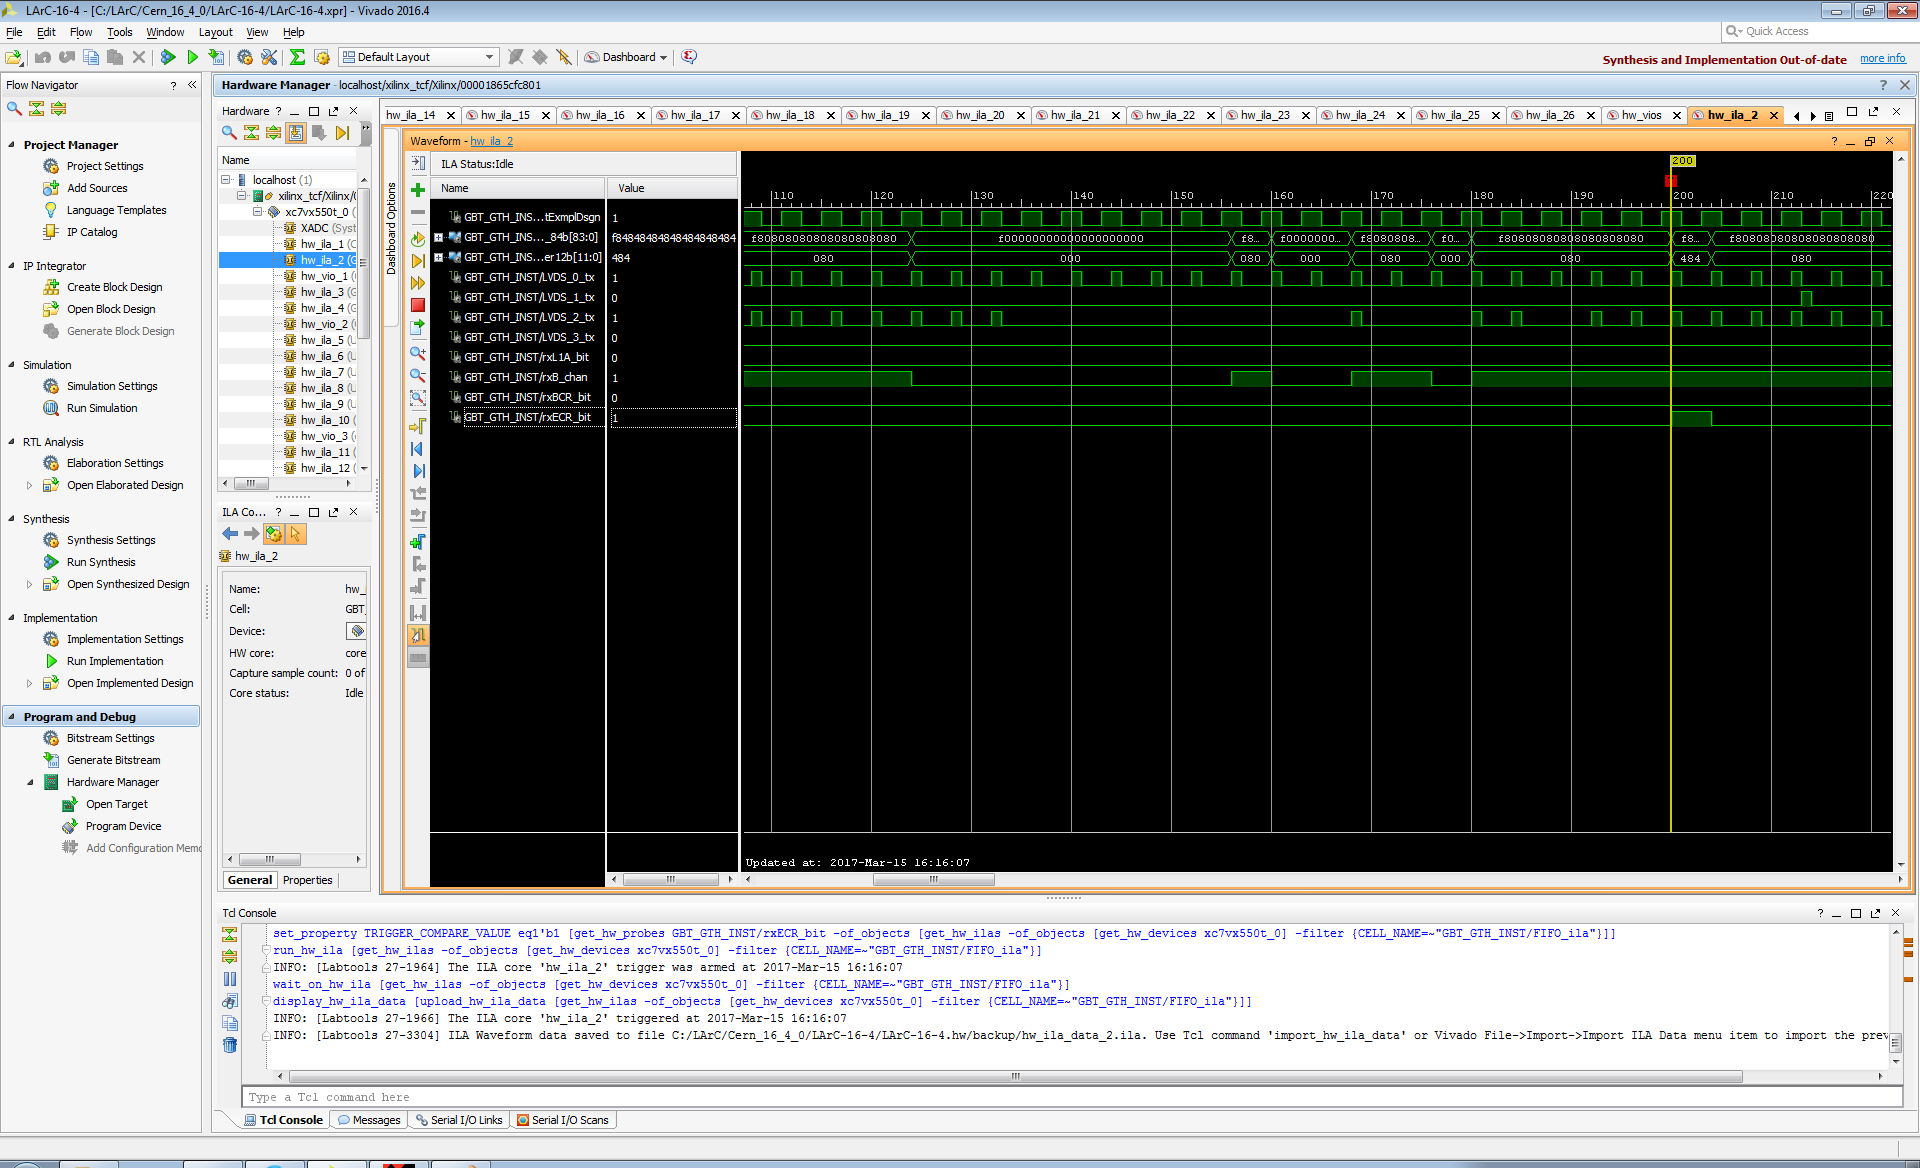 LArC-16-4 - [C:/LArC/Cern_16_4_0/LArC-16-4/LArC-16-4.xpr] - Vivado 2016.4
File Edit Flow Tools Window Layout View Help
Quick Access
Default Layout
Dashboard
Synthesis and Implementation Out-of-date more info
Flow Navigator
Project Manager
Project Settings
Add Sources
Language Templates
IP Catalog
IP Integrator
Create Block Design
Open Block Design
Generate Block Design
Simulation
Simulation Settings
Run Simulation
RTL Analysis
Elaboration Settings
Open Elaborated Design
Synthesis
Synthesis Settings
Run Synthesis
Open Synthesized Design
Implementation
Implementation Settings
Run Implementation
Open Implemented Design
Program and Debug
Bitstream Settings
Generate Bitstream
Hardware Manager
Open Target
Program Device
Add Configuration Memo
Hardware Manager - localhost/xilinx_tcf/Xilinx/00001865cfc801
Hardware
Name
localhost (1)
xilinx_tcf/Xilinx/(
xc7vx550t_0 (
XADC (Syst
hw_ila_1 (
hw_ila_2 (G
hw_vio_1 (
hw_ila_3 (G
hw_ila_4 (G
hw_vio_2 (
hw_ila_5 (U
hw_ila_6 (U
hw_ila_7 (U
hw_ila_8 (U
hw_ila_9 (U
hw_ila_10 (
hw_vio_3 (
hw_ila_11 (
hw_ila_12 (
ILA Co...
hw_ila_2
Name: hw_
Cell: GBT_
Device:
HW core: core
Capture sample count: 0 of
Core status: Idle
General Properties
hw_ila_14 hw_ila_15 hw_ila_16 hw_ila_17 hw_ila_18 hw_ila_19 hw_ila_20 hw_ila_21 hw_ila_22 hw_ila_23 hw_ila_24 hw_ila_25 hw_ila_26 hw_vios hw_ila_2
Dashboard Options
Waveform - hw_ila_2
ILA Status:Idle
Name Value
200
110 120 130 140 150 160 170 180 190 200 210 220
GBT_GTH_INS...tExmplDsgn 1
GBT_GTH_INS..._84b[83:0] f84848484848484848484 f80808080808080808080 f00000000000000000000 f8... f0000000... f8080808... f0... f80808080808080808080 f8... f80808080808080808080
GBT_GTH_INS...er12b[11:0] 484 080 000 080 000 080 000 080 484 080
GBT_GTH_INST/LVDS_0_tx 1
GBT_GTH_INST/LVDS_1_tx 0
GBT_GTH_INST/LVDS_2_tx 1
GBT_GTH_INST/LVDS_3_tx 0
GBT_GTH_INST/rxL1A_bit 0
GBT_GTH_INST/rxB_chan 1
GBT_GTH_INST/rxBCR_bit 0
GBT_GTH_INST/rxECR_bit 1
Updated at: 2017-Mar-15 16:16:07
Tcl Console
set_property TRIGGER_COMPARE_VALUE eq1'b1 [get_hw_probes GBT_GTH_INST/rxECR_bit -of_objects [get_hw_ilas -of_objects [get_hw_devices xc7vx550t_0] -filter {CELL_NAME=~"GBT_GTH_INST/FIFO_ila"}]]
run_hw_ila [get_hw_ilas -of_objects [get_hw_devices xc7vx550t_0] -filter {CELL_NAME=~"GBT_GTH_INST/FIFO_ila"}]
INFO: [Labtools 27-1964] The ILA core 'hw_ila_2' trigger was armed at 2017-Mar-15 16:16:07
wait_on_hw_ila [get_hw_ilas -of_objects [get_hw_devices xc7vx550t_0] -filter {CELL_NAME=~"GBT_GTH_INST/FIFO_ila"}]
display_hw_ila_data [upload_hw_ila_data [get_hw_ilas -of_objects [get_hw_devices xc7vx550t_0] -filter {CELL_NAME=~"GBT_GTH_INST/FIFO_ila"}]]
INFO: [Labtools 27-1966] The ILA core 'hw_ila_2' triggered at 2017-Mar-15 16:16:07
INFO: [Labtools 27-3304] ILA Waveform data saved to file C:/LArC/Cern_16_4_0/LArC-16-4/LArC-16-4.hw/backup/hw_ila_data_2.ila. Use Tcl command 'import_hw_ila_data' or Vivado File->Import->Import ILA Data menu item to import the prev
Type a Tcl command here
Tcl Console Messages Serial I/O Links Serial I/O Scans